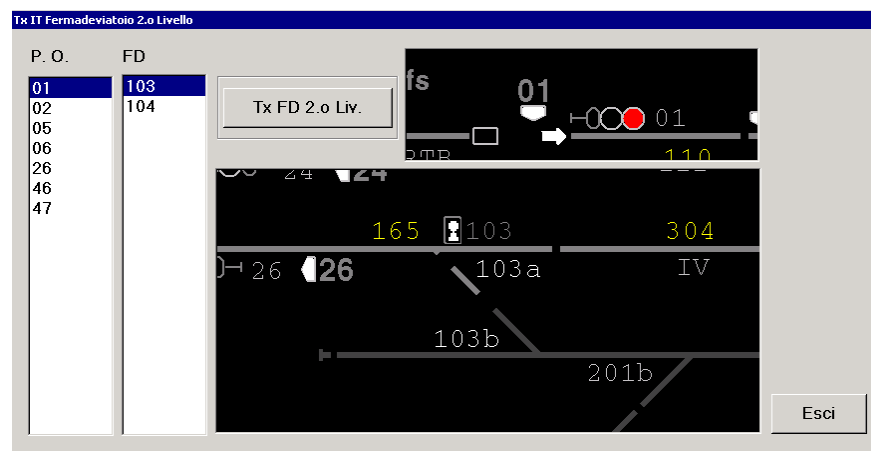 Tx IT Fermadeviatoio 2.o Livello
P. O.
FD
01
02
05
06
26
46
47
103
104
Tx FD 2.o Liv.
fs
01
01
RTB
110
24
24
165
103
304
26
26
103a
IV
103b
201b
Esci